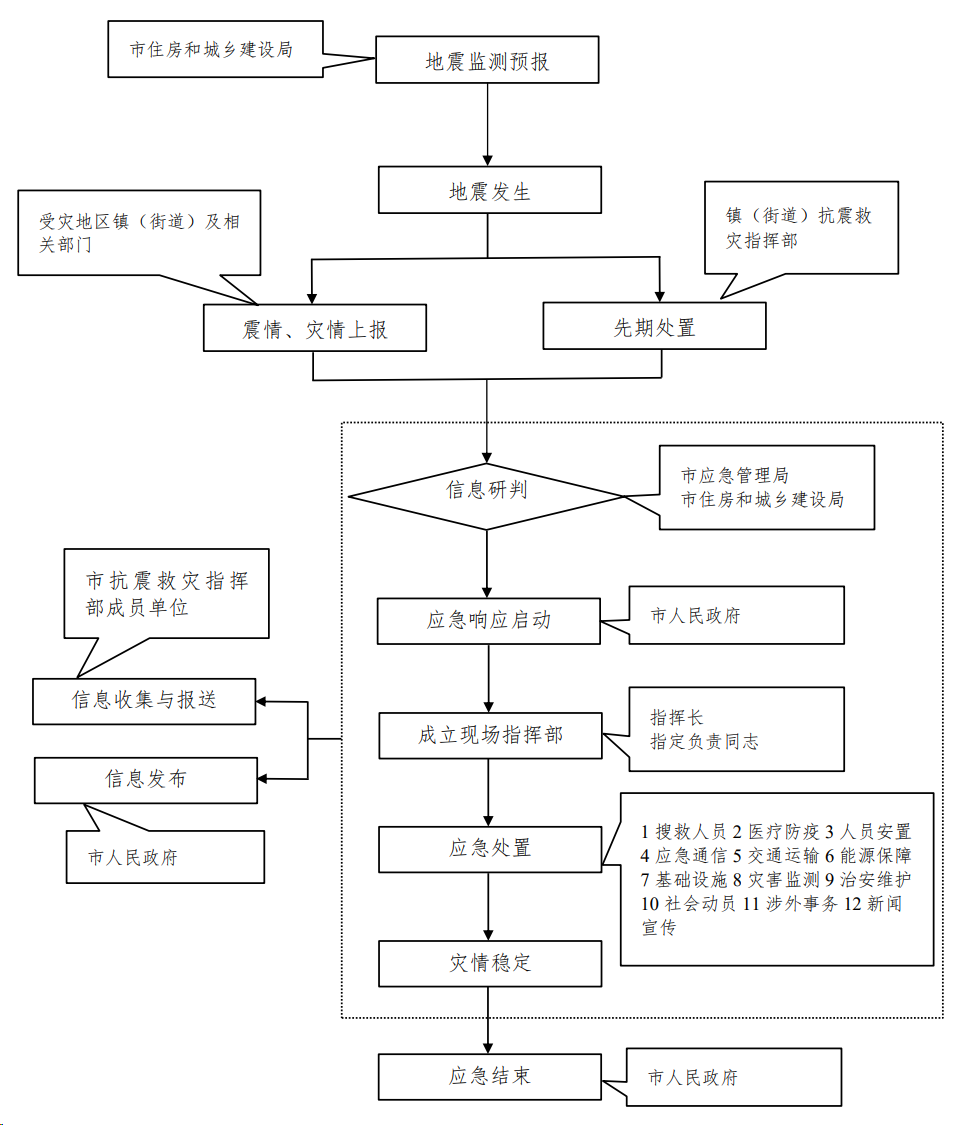 市住房和城乡建设局
地震监测预报
地震发生
受灾地区镇（街道）及相
关部门
镇（街道）抗震救
灾指挥部
震情、灾情上报
先期处置
信息研判
市应急管理局
市住房和城乡建设局
市抗震救灾指挥
部成员单位
应急响应启动
市人民政府
信息收集与报送
成立现场指挥部
指挥长
指定负责同志
信息发布
市人民政府
应急处置
1 搜救人员 2 医疗防疫 3 人员安置
4 应急通信 5 交通运输 6 能源保障
7 基础设施 8 灾害监测 9 治安维护
10 社会动员 11 涉外事务 12 新闻
宣传
灾情稳定
应急结束
市人民政府